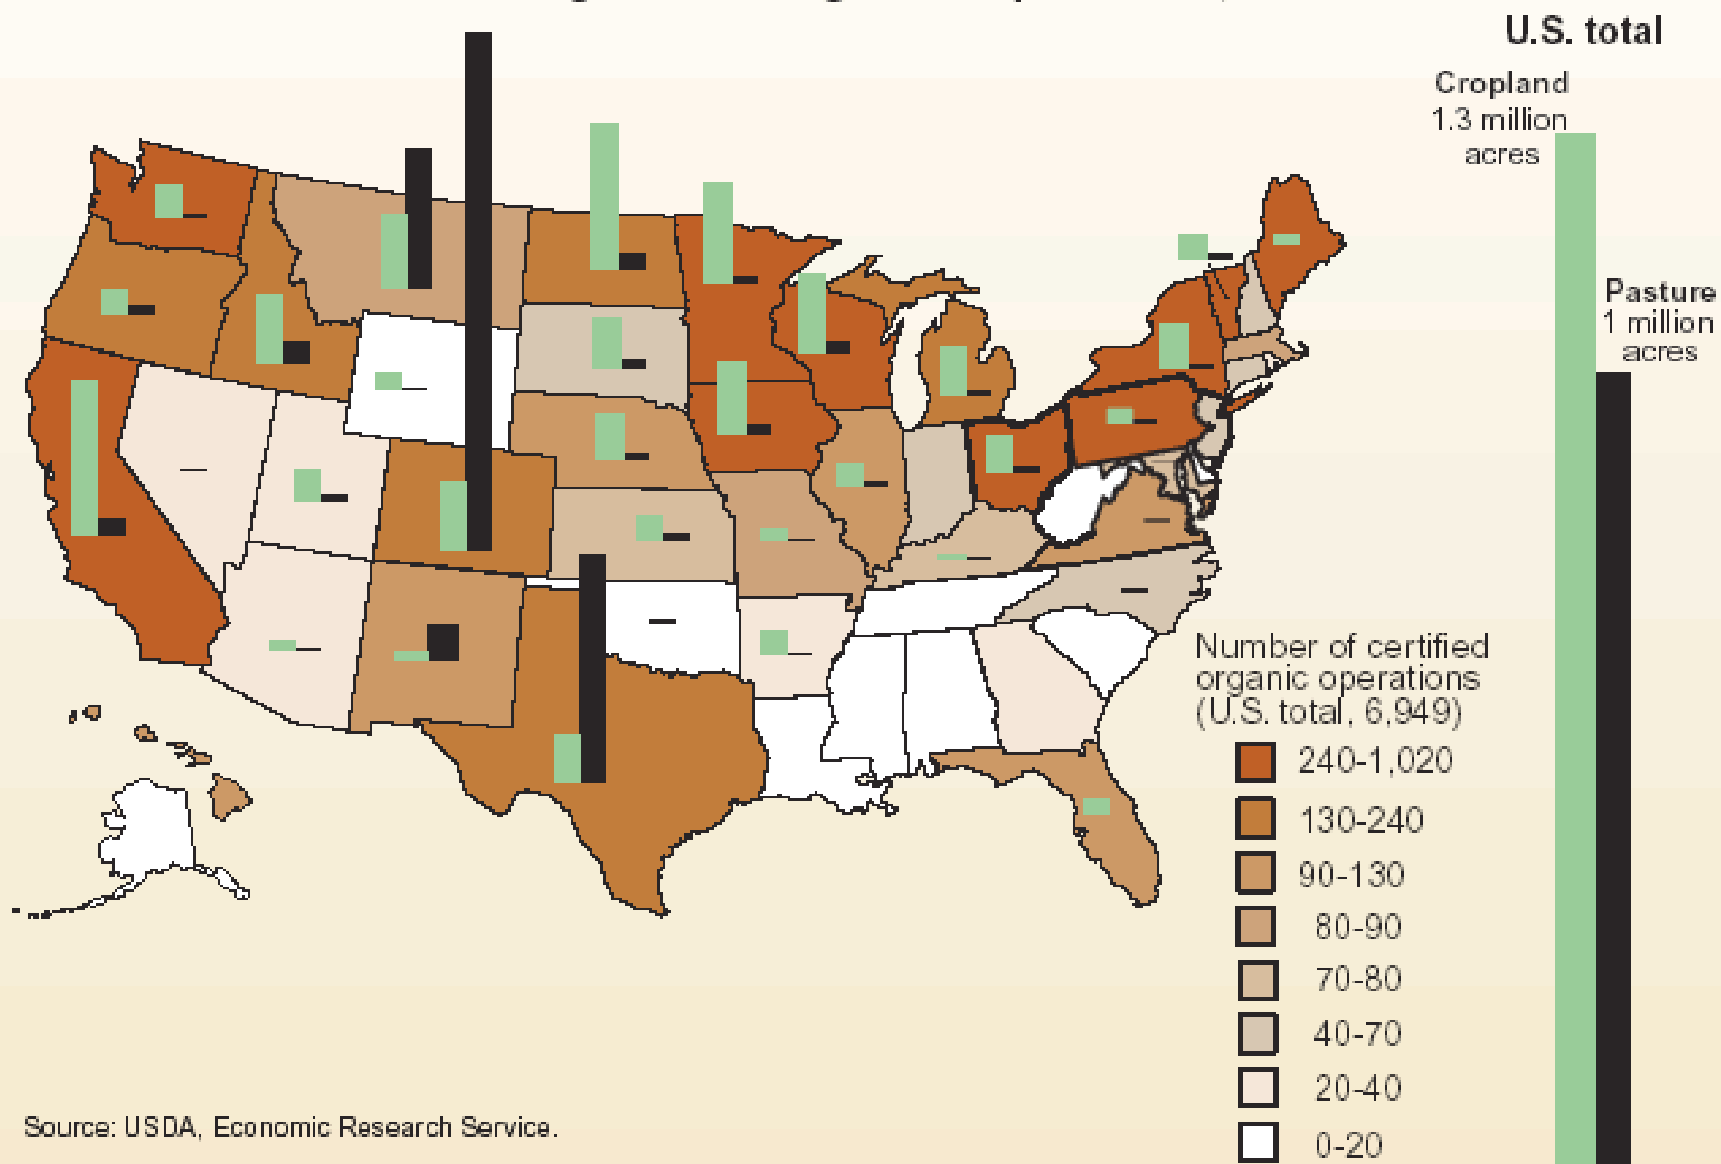 U.S. total
Cropland
1.3 million
acres
Pasture
1 million
acres
Number of certified
organic operations
(U.S. total, 6,949)
240-1,020
130-240
90-130
80-90
70-80
40-70
20-40
0-20
Source: USDA, Economic Research Service.